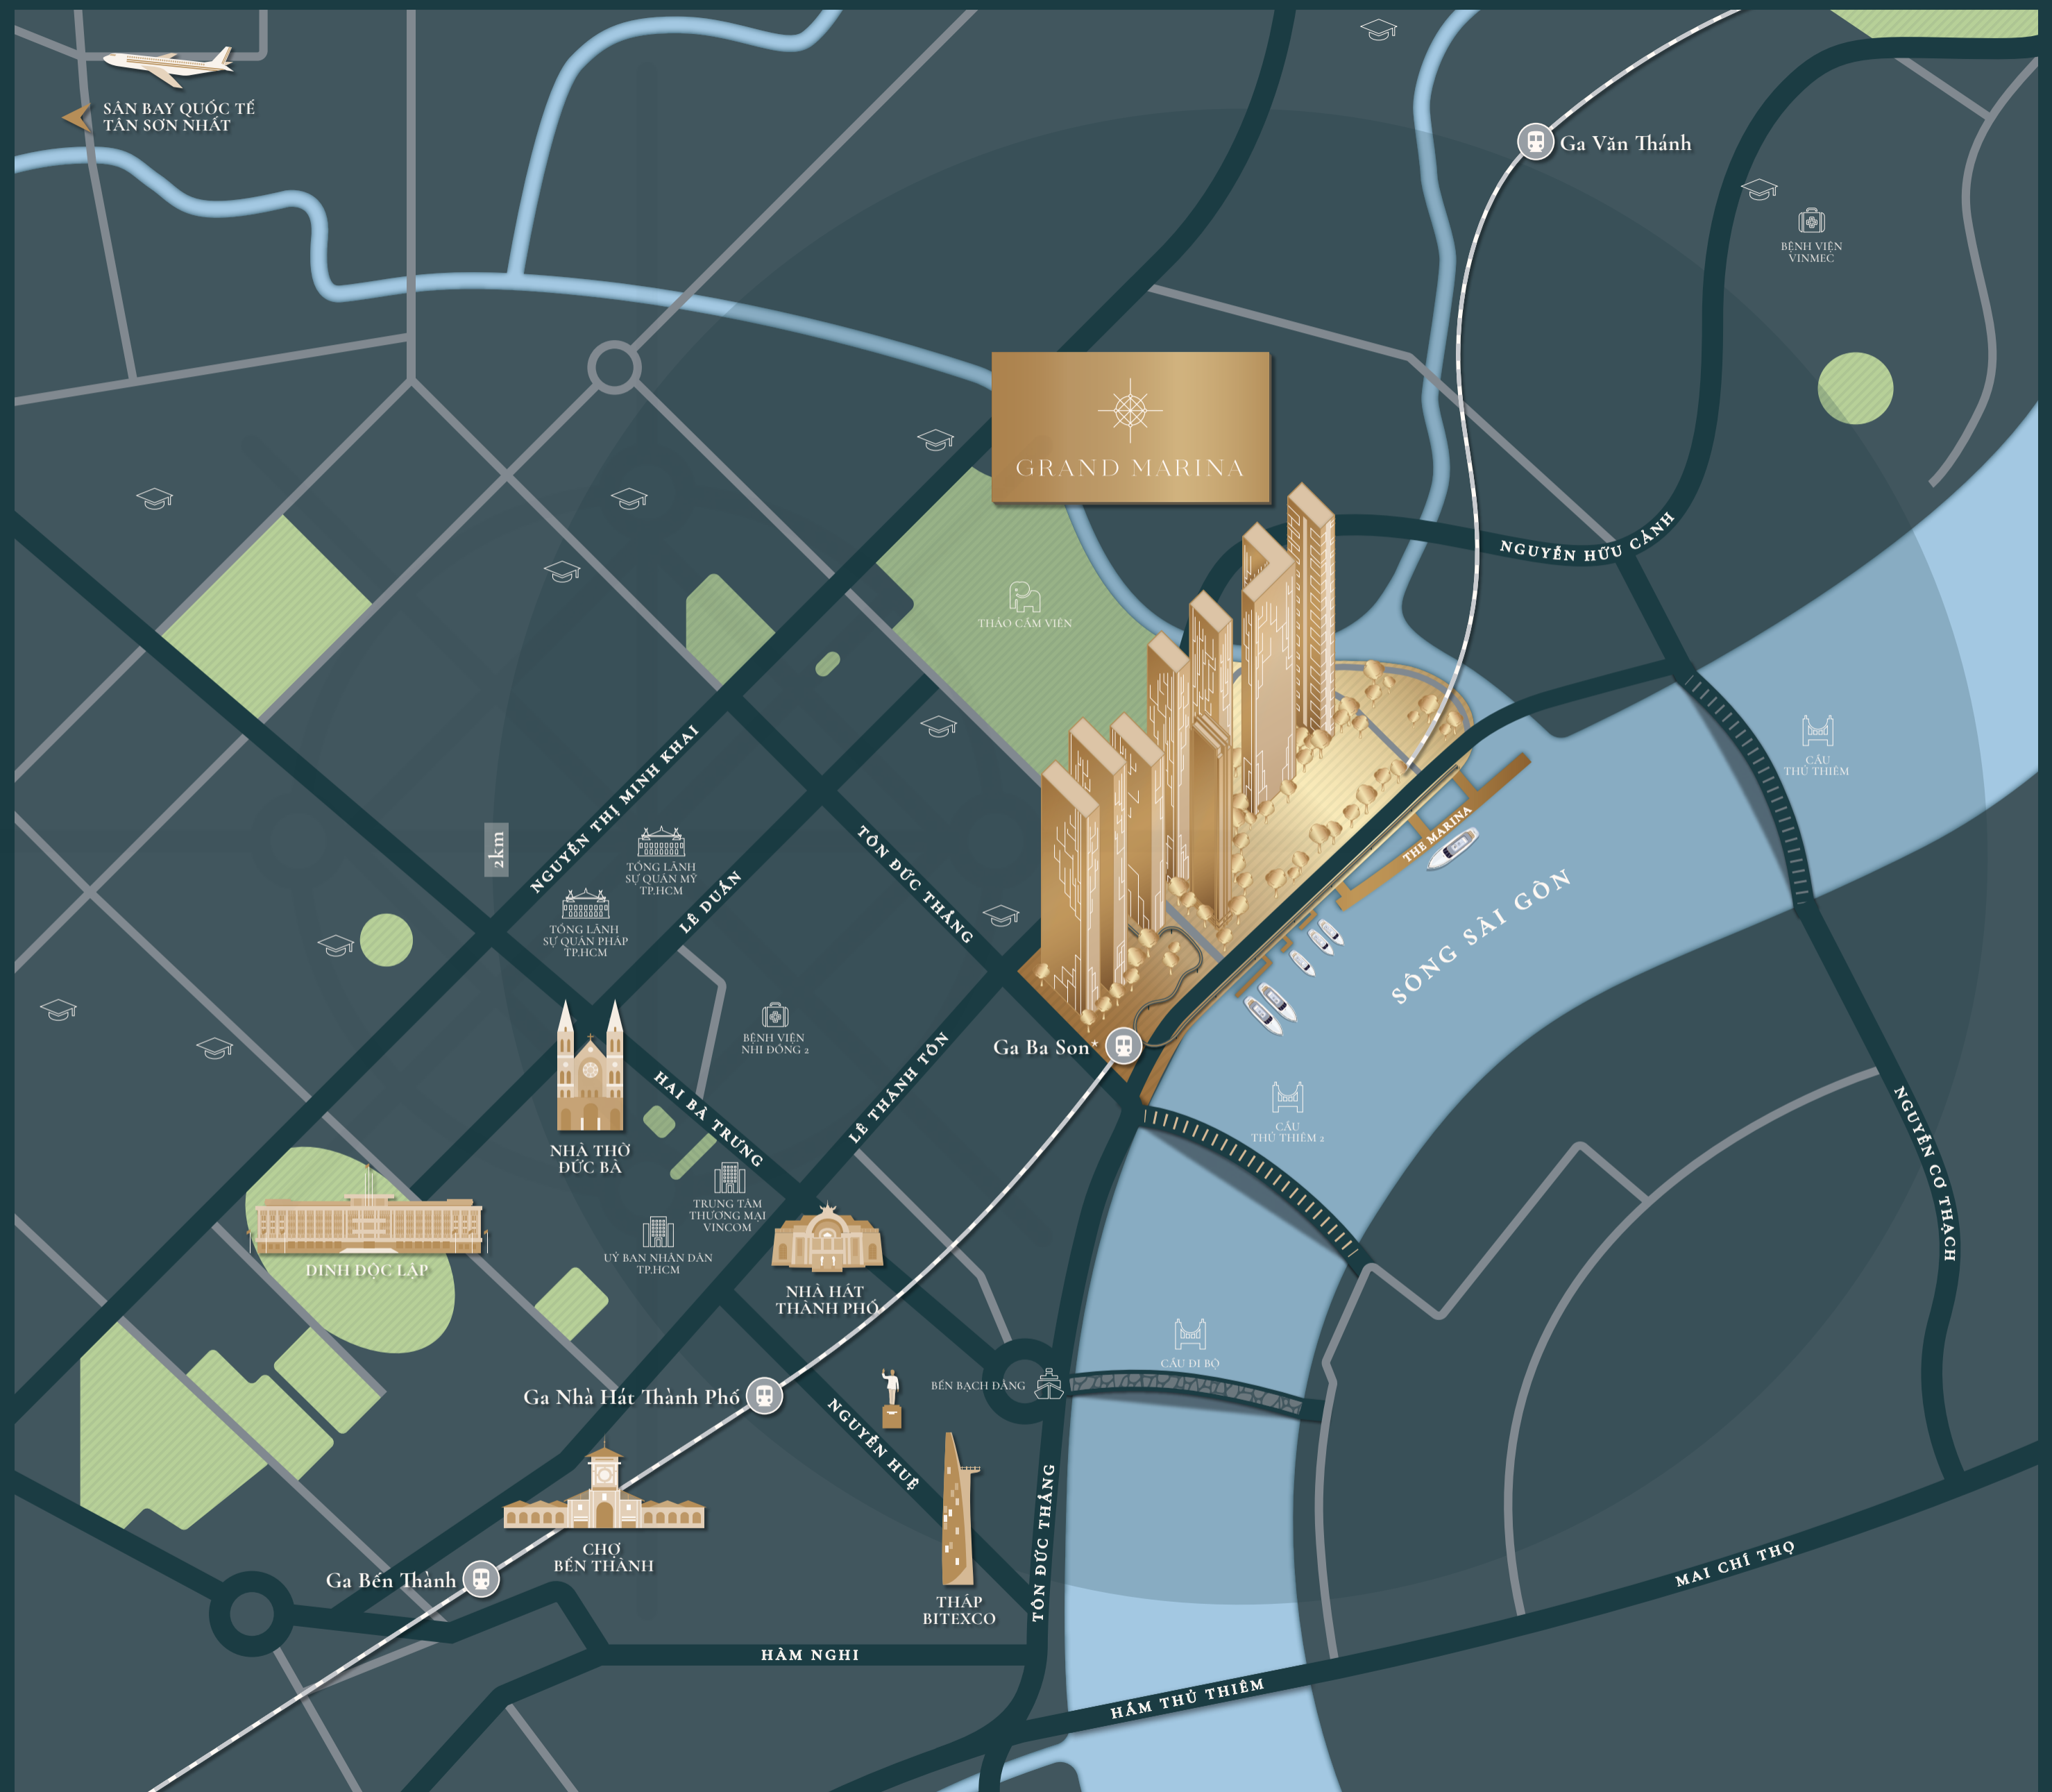 SÂN BAY QUỐC TẾ
TÂN SƠN NHẤT
Ga Văn Thánh
BỆNH VIỆN
VINMEC
GRAND MARINA
NGUYỄN HỮU CẢNH
THẢO CẦM VIÊN
CẦU
THỦ THIÊM
NGUYỄN THỊ MINH KHAI
2km
TỔNG LÃNH
SỰ QUÁN MỸ
TP.HCM
TỔNG LÃNH
SỰ QUÁN PHÁP
TP.HCM
LÊ DUẨN
TÔN ĐỨC THẮNG
THE MARINA
SÔNG SÀI GÒN
BỆNH VIỆN
NHI ĐỒNG 2
Ga Ba Son*
HAI BÀ TRƯNG
LÊ THÁNH TÔN
CẦU
THỦ THIÊM 2
NGUYỄN CƠ THẠCH
NHÀ THỜ
ĐỨC BÀ
TRUNG TÂM
THƯƠNG MẠI
VINCOM
UỶ BAN NHÂN DÂN
TP.HCM
DINH ĐỘC LẬP
NHÀ HÁT
THÀNH PHỐ
CẦU ĐI BỘ
BẾN BẠCH ĐẰNG
Ga Nhà Hát Thành Phố
NGUYỄN HUỆ
TÔN ĐỨC THẮNG
CHỢ
BẾN THÀNH
Ga Bến Thành
THÁP
BITEXCO
MAI CHÍ THỌ
HÀM NGHI
HẦM THỦ THIÊM